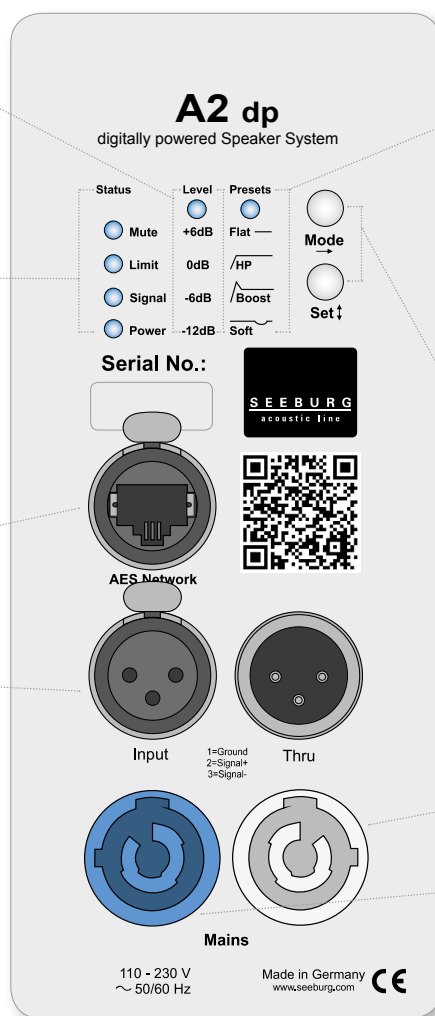 A2 dp
digitally powered Speaker System
Status Level Presets
Mute +6dB Flat
Mode
Limit 0dB HP
Signal -6dB Boost
Set
Power -12dB Soft
Serial No.:
SEEBURG
acoustic line
AES Network
Input 1=Ground Thru
2=Signal+
3=Signal-
Mains
110 - 230 V Made in Germany CE
~ 50/60 Hz www.seeburg.com